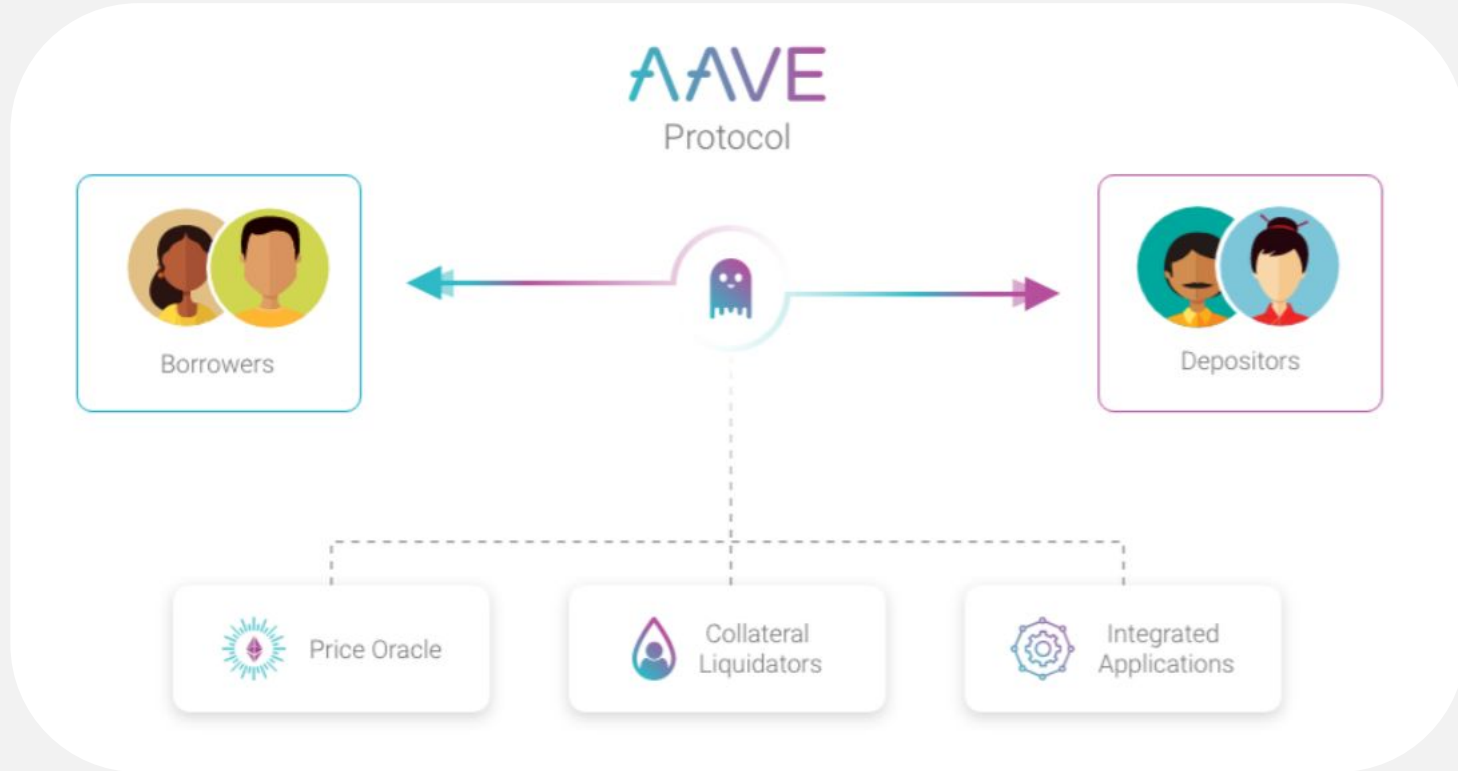 AAVE
Protocol
Borrowers
Depositors
Price Oracle
Collateral
Liquidators
Integrated
Applications